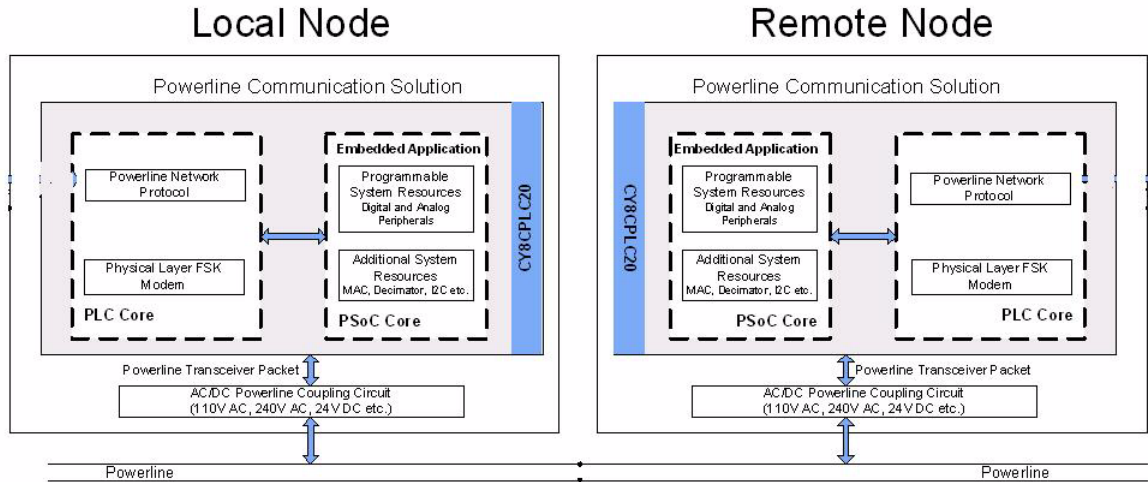 Local Node
Powerline Communication Solution
Powerline Network
Protocol
Physical Layer FSK
Modem
PLC Core
Embedded Application
Programmable
System Resources
Digital and Analog
Peripherals
Additional System
Resources
MAC, Decimator, I2C etc.
PSoC Core
CY8CPLC20
Powerline Transceiver Packet
AC/DC Powerline Coupling Circuit
(110V AC, 240V AC, 24V DC etc.)
Powerline
Remote Node
Powerline Communication Solution
CY8CPLC20
Embedded Application
Programmable
System Resources
Digital and Analog
Peripherals
Additional System
Resources
MAC, Decimator, I2C etc.
PSoC Core
Powerline Network
Protocol
Physical Layer FSK
Modem
PLC Core
Powerline Transceiver Packet
AC/DC Powerline Coupling Circuit
(110V AC, 240V AC, 24V DC etc.)
Powerline